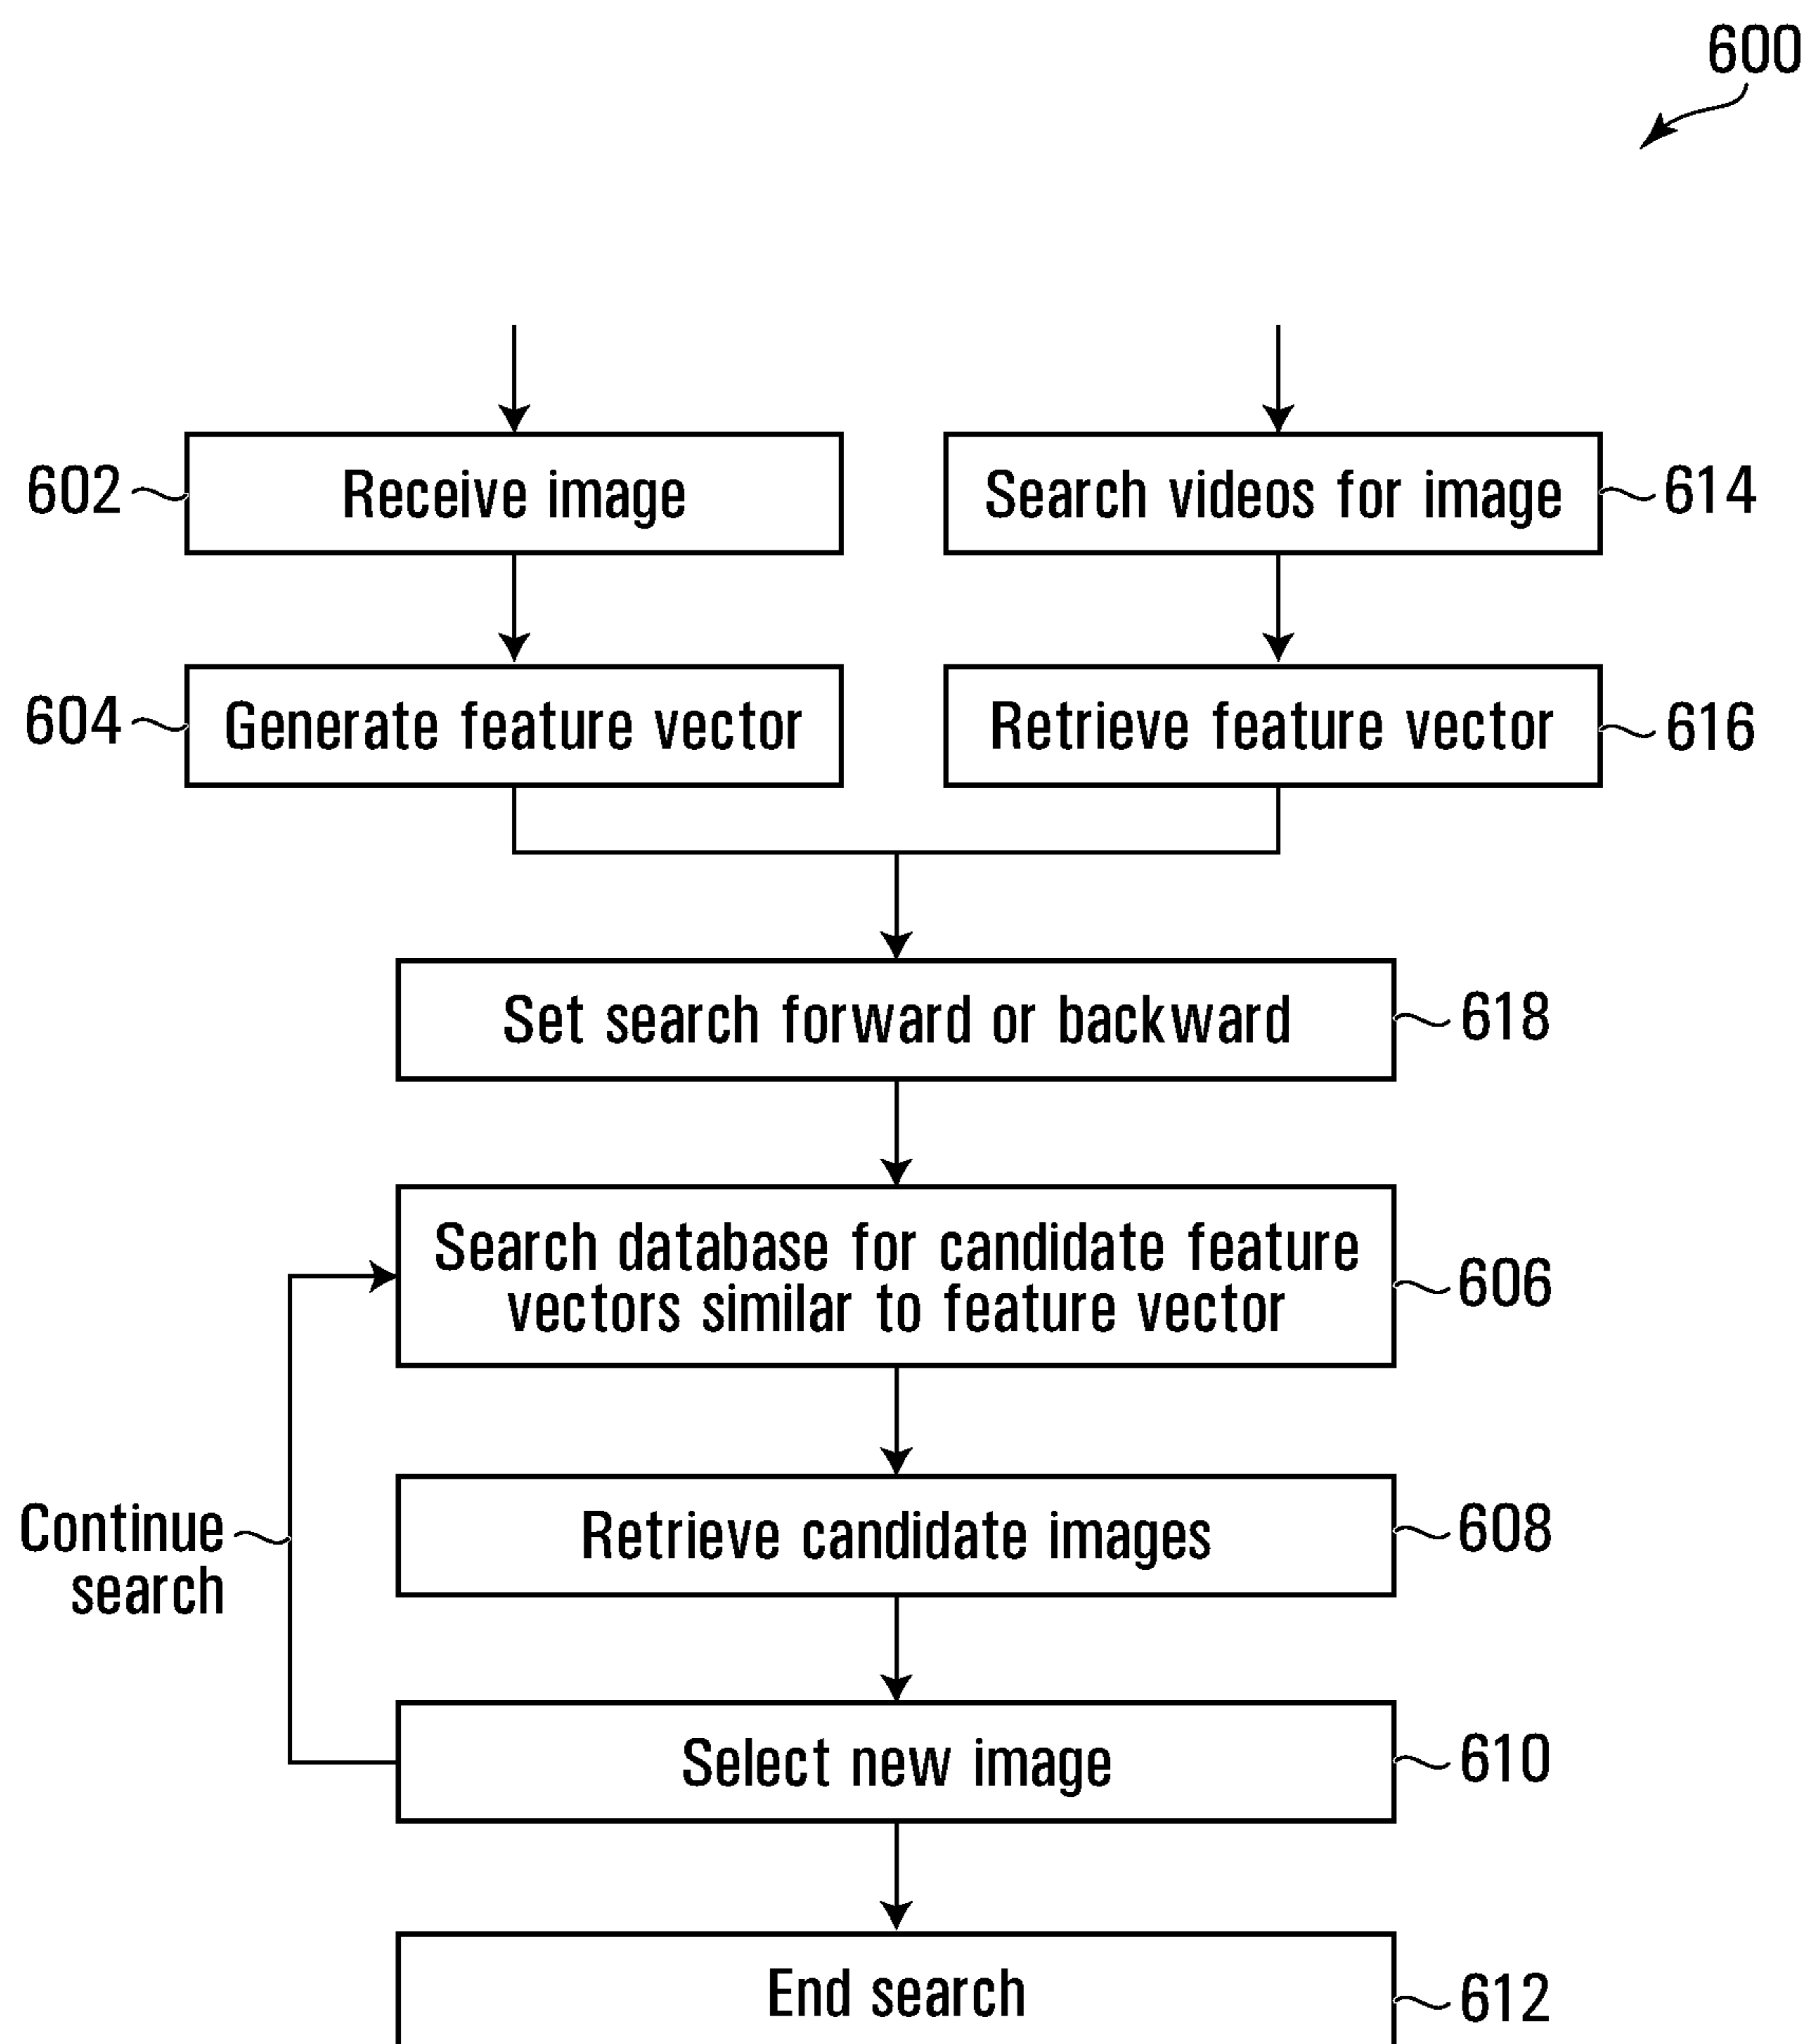 600
602
Receive image
Search videos for image
614
604
Generate feature vector
Retrieve feature vector
616
Set search forward or backward
618
Search database for candidate feature
vectors similar to feature vector
606
Continue
search
Retrieve candidate images
608
Select new image
610
End search
612